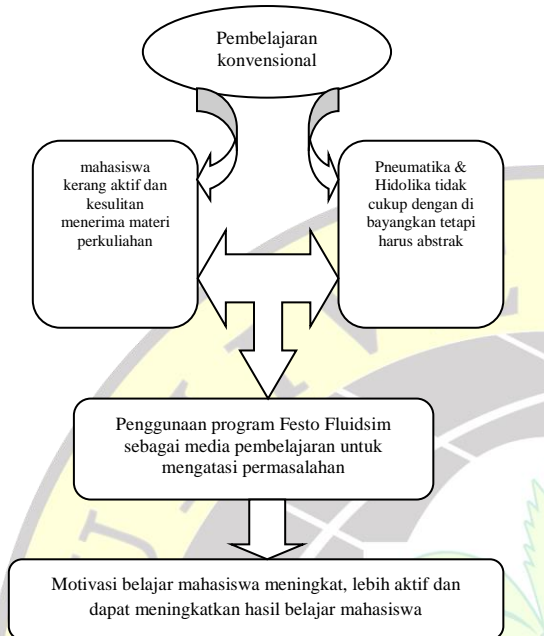 Pembelajaran
konvensional
mahasiswa
kerang aktif dan
kesulitan
menerima materi
perkuliahan
Pneumatika &
Hidolika tidak
cukup dengan di
bayangkan tetapi
harus abstrak
Penggunaan program Festo Fluidsim
sebagai media pembelajaran untuk
mengatasi permasalahan
Motivasi belajar mahasiswa meningkat, lebih aktif dan
dapat meningkatkan hasil belajar mahasiswa